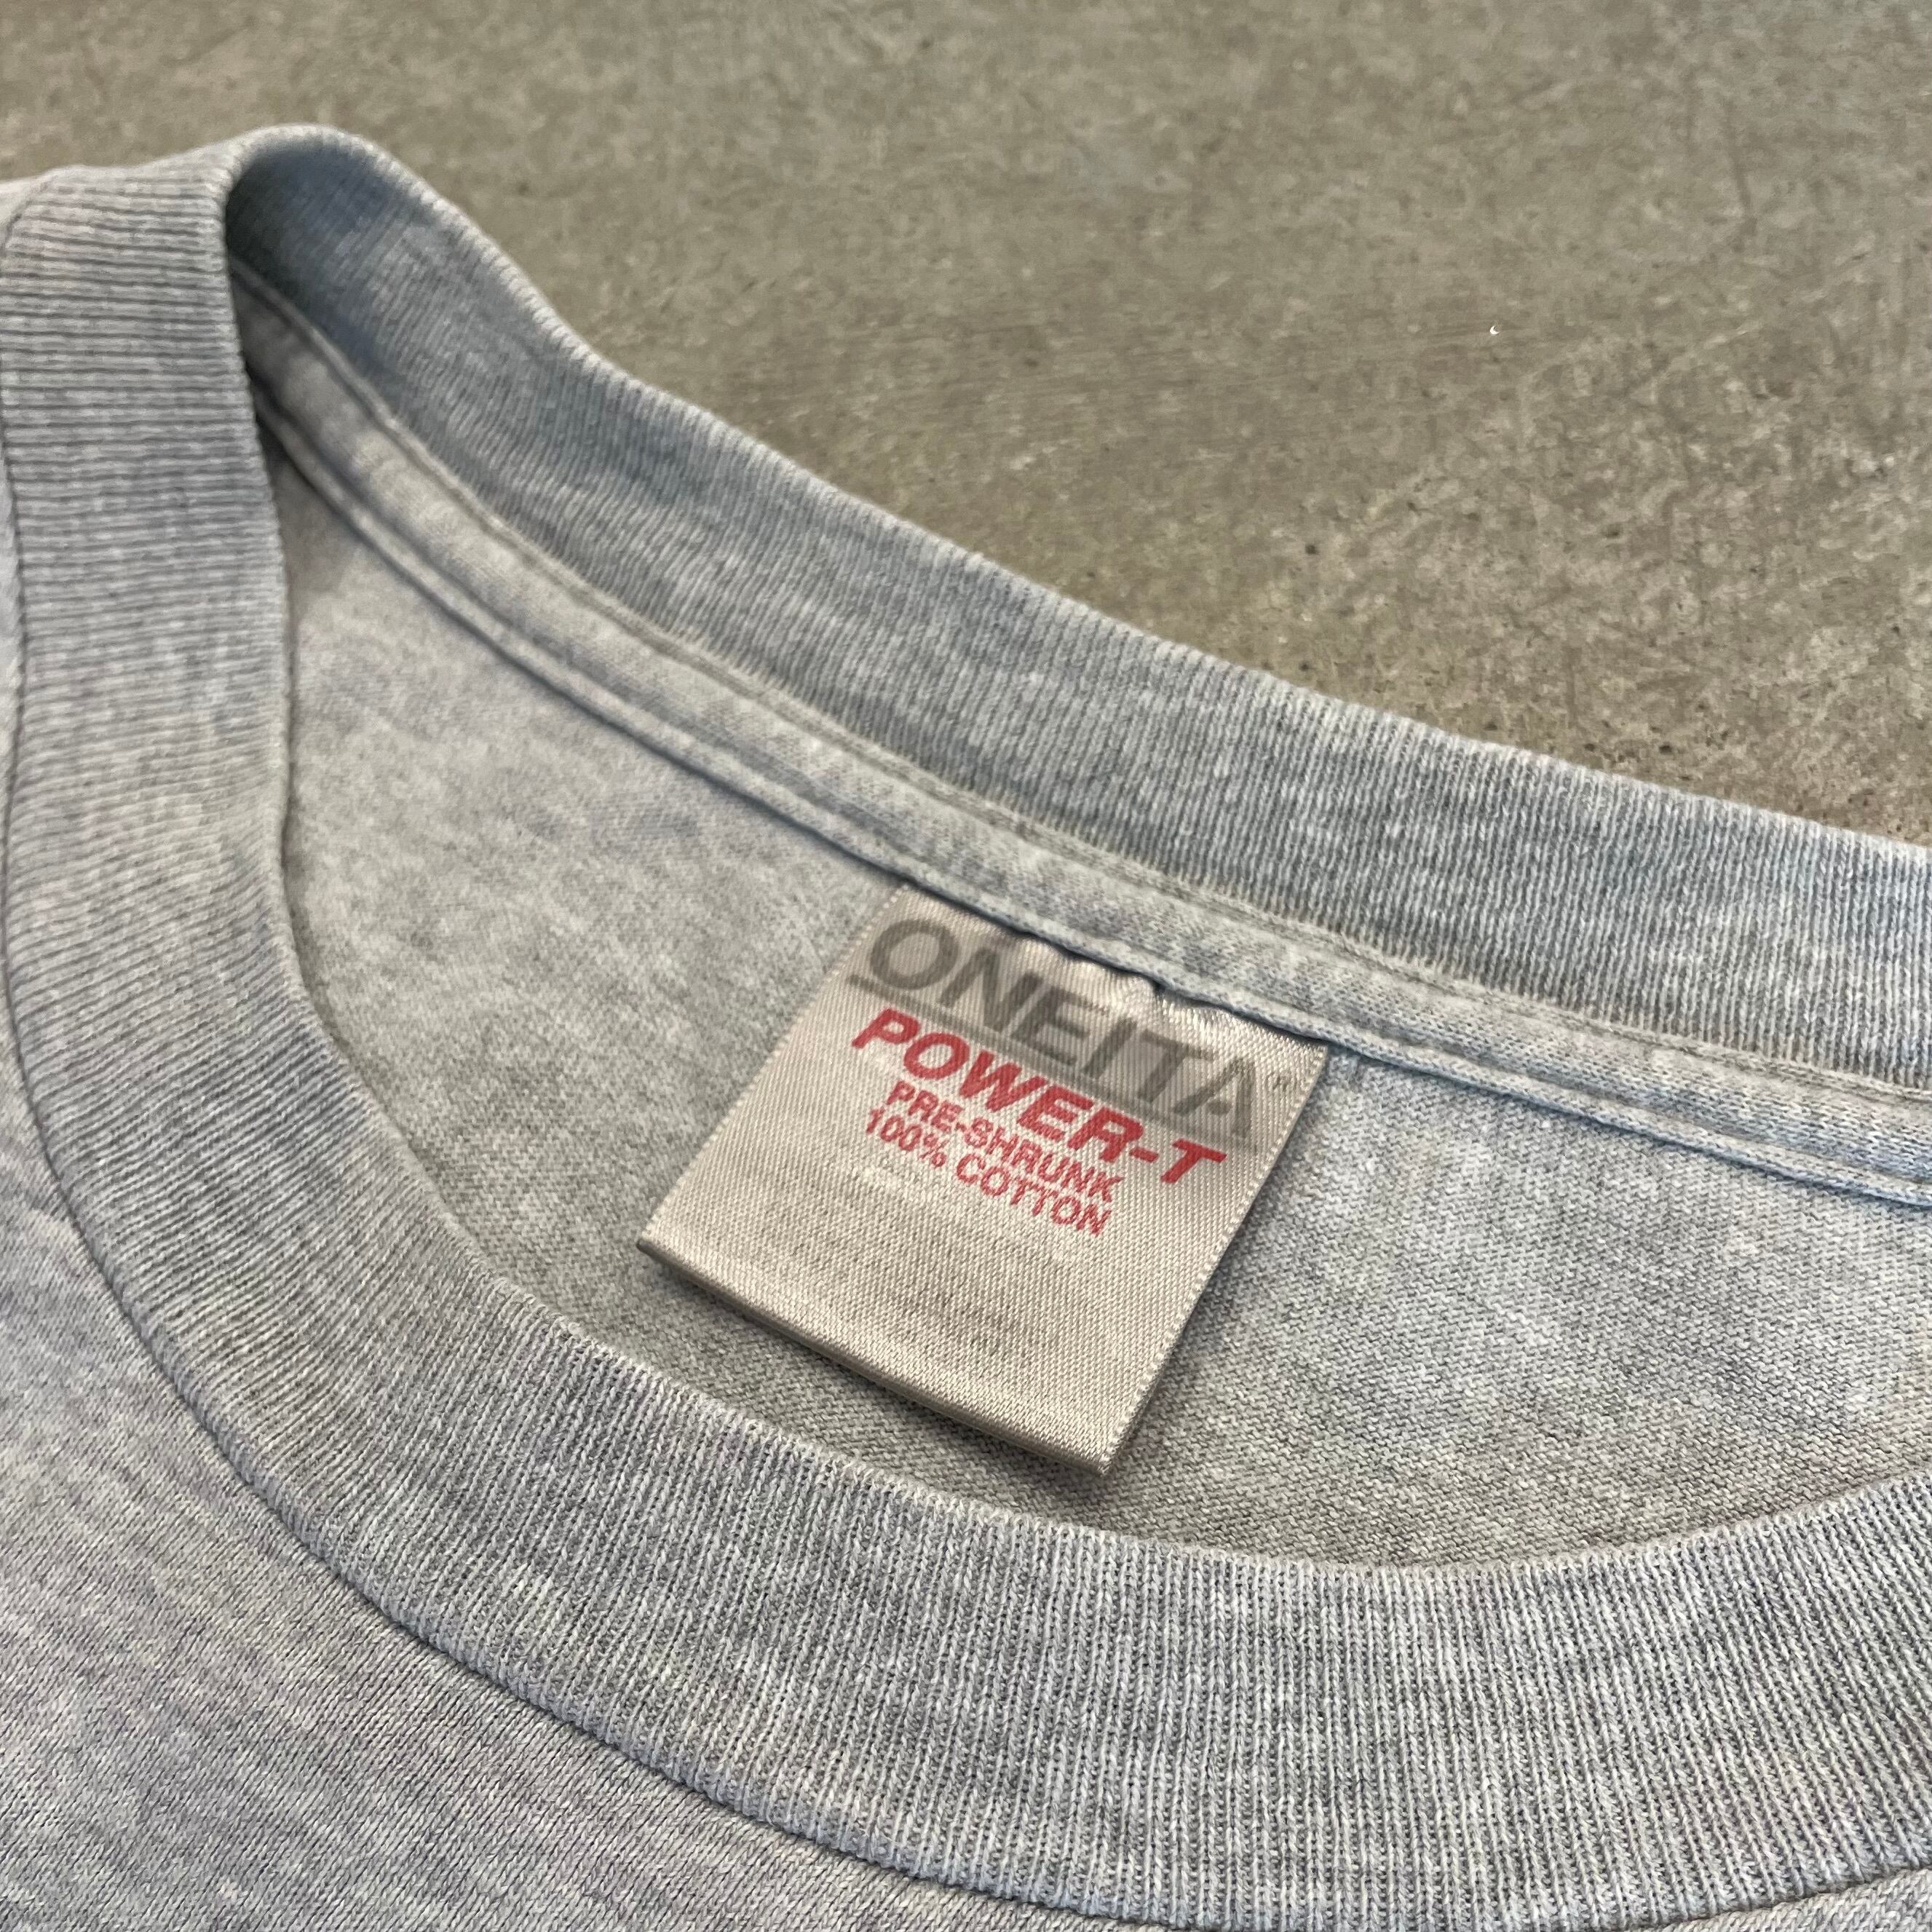 ONEITA®
POWER-T
PRE-SHRUNK
100% COTTON